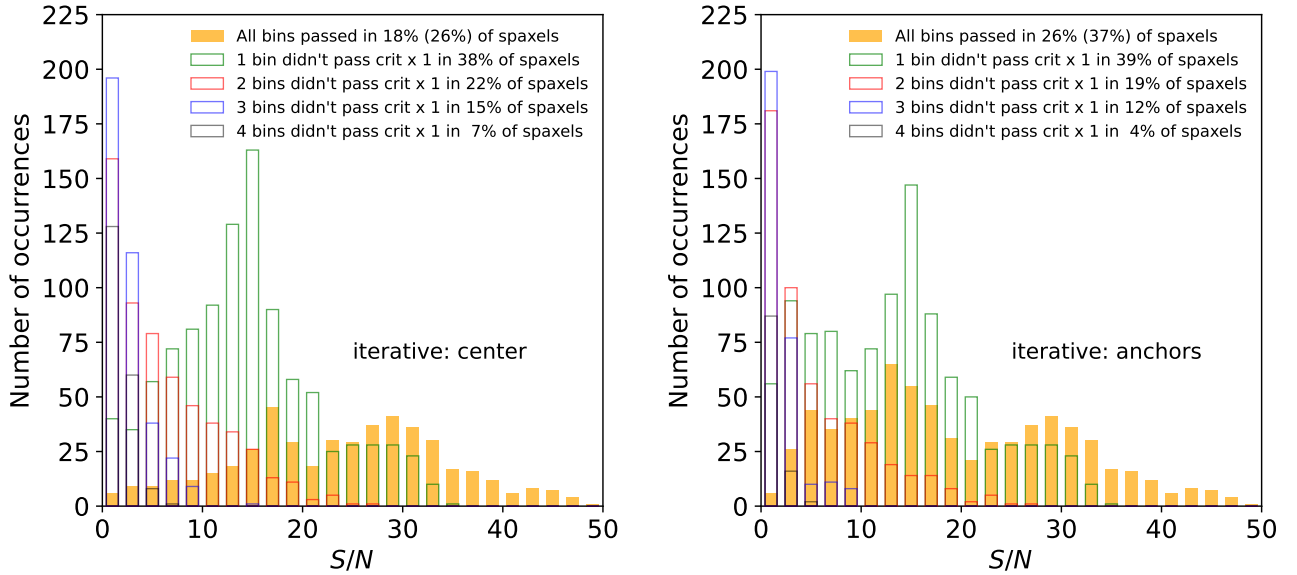 225
200
175
150
125
100
75
50
25
0
Number of occurrences
All bins passed in 18% (26%) of spaxels
1 bin didn't pass crit x 1 in 38% of spaxels
2 bins didn't pass crit x 1 in 22% of spaxels
3 bins didn't pass crit x 1 in 15% of spaxels
4 bins didn't pass crit x 1 in  7% of spaxels
iterative: center
0 10 20 30 40 50
S/N
225
200
175
150
125
100
75
50
25
0
Number of occurrences
All bins passed in 26% (37%) of spaxels
1 bin didn't pass crit x 1 in 39% of spaxels
2 bins didn't pass crit x 1 in 19% of spaxels
3 bins didn't pass crit x 1 in 12% of spaxels
4 bins didn't pass crit x 1 in  4% of spaxels
iterative: anchors
0 10 20 30 40 50
S/N